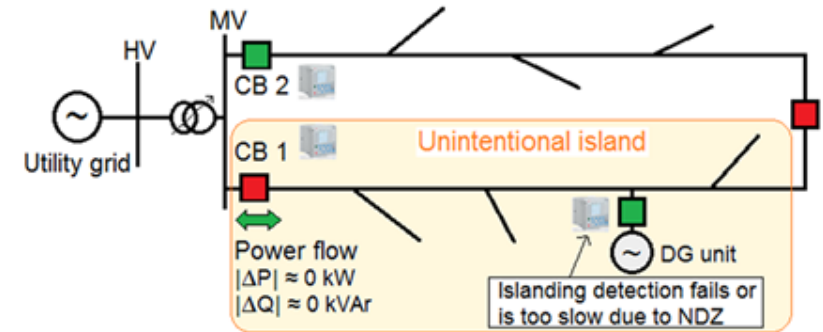 MV
HV
CB 2
~
Utility grid
CB 1
Unintentional island
Power flow
|ΔP| ≈ 0 kW
|ΔQ| ≈ 0 kVAr
~
DG unit
Islanding detection fails or
is too slow due to NDZ